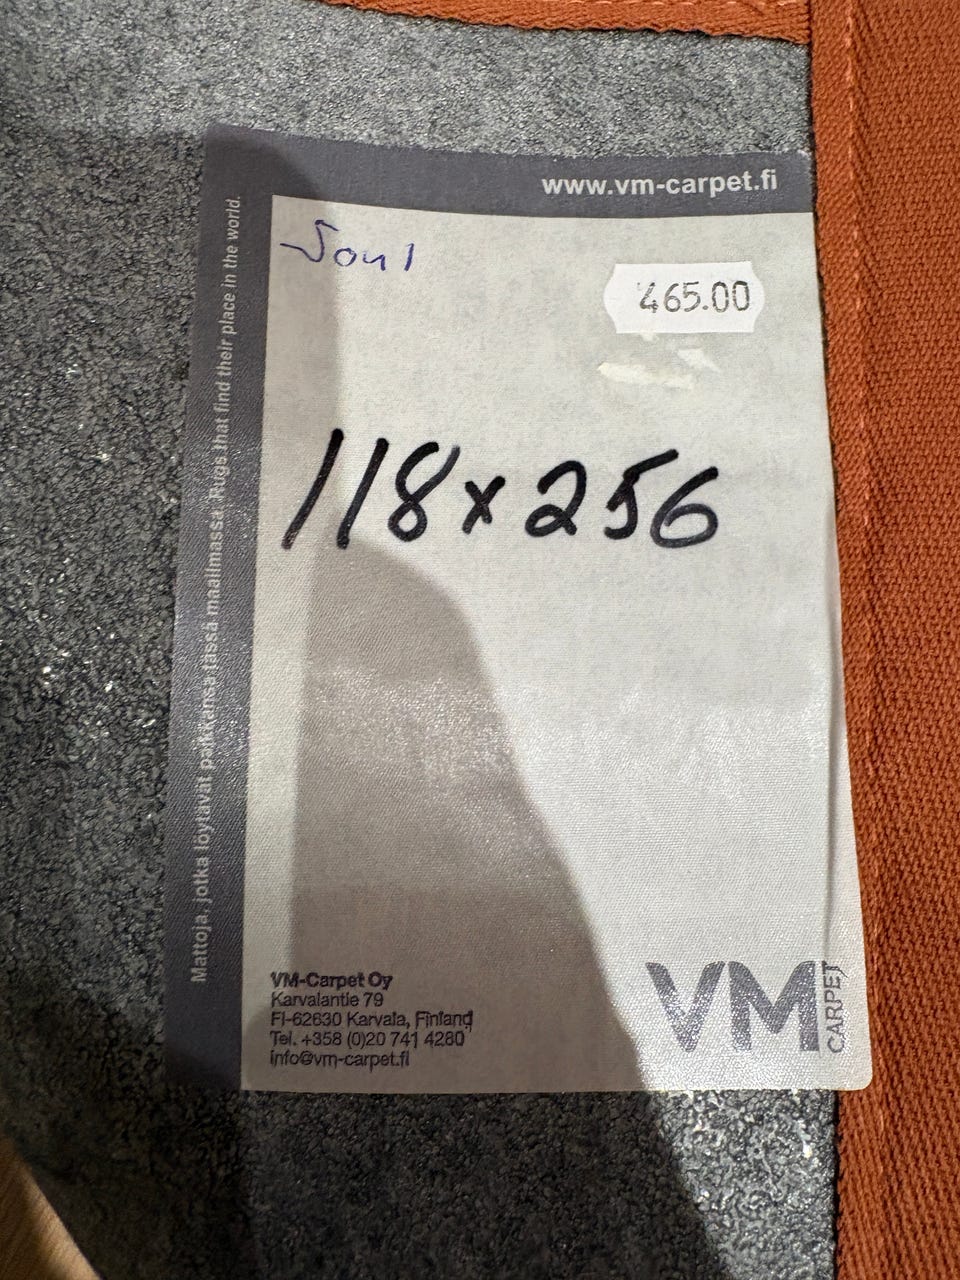 www.vm-carpet.fi
Soul
465.00
118x256
Mattoja, jotka löytävät paikkansa tässä maailmassa. Rugs that find their place in the world.
VM-Carpet Oy
Karvalantie 79
FI-62630 Karvala, Finland
Tel. +358 (0)20 741 4280
info@vm-carpet.fi
VM
CARPET